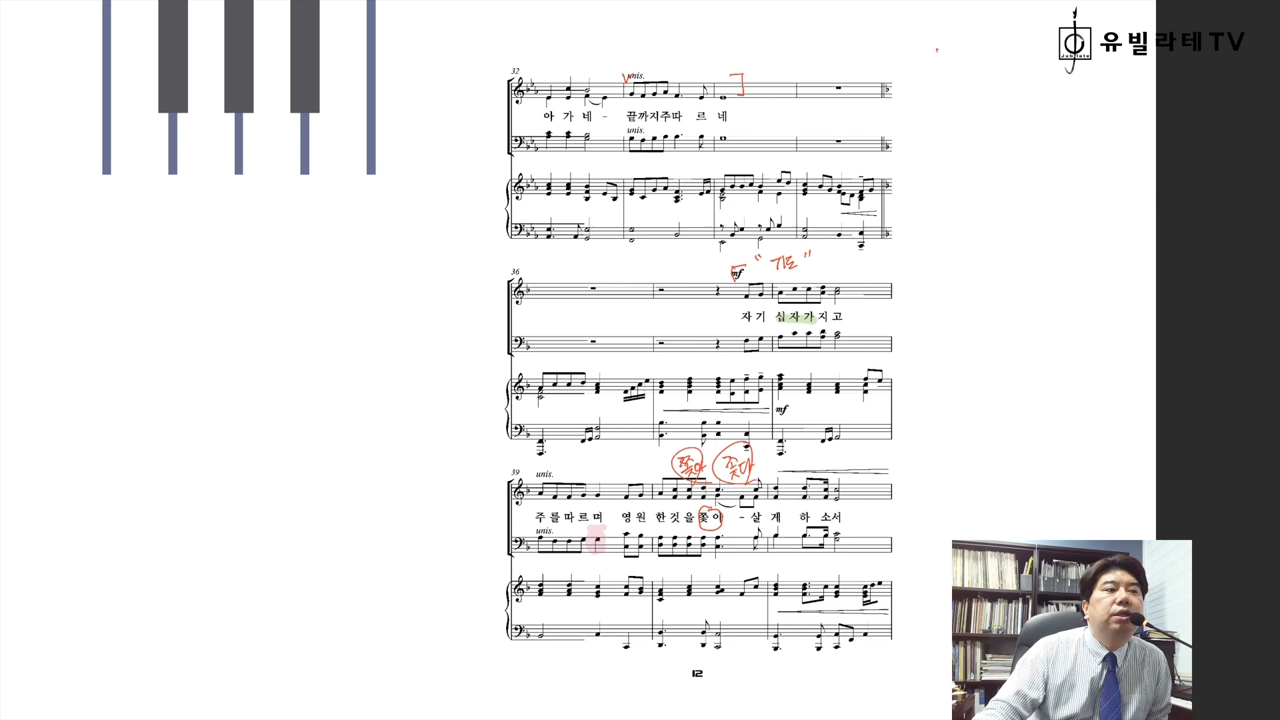 유빌라테TV
Jubilate
32
unis.
아 가 네 - 끝까지주따 르 네
unis.
36
mf "기도"
자 기 십 자 가 지 고
mf
쫓아 좇다
39
unis.
주 를 따 르 며 영 원 한 것 을 쫓 이 - 살 게 하 소 서
unis.
12